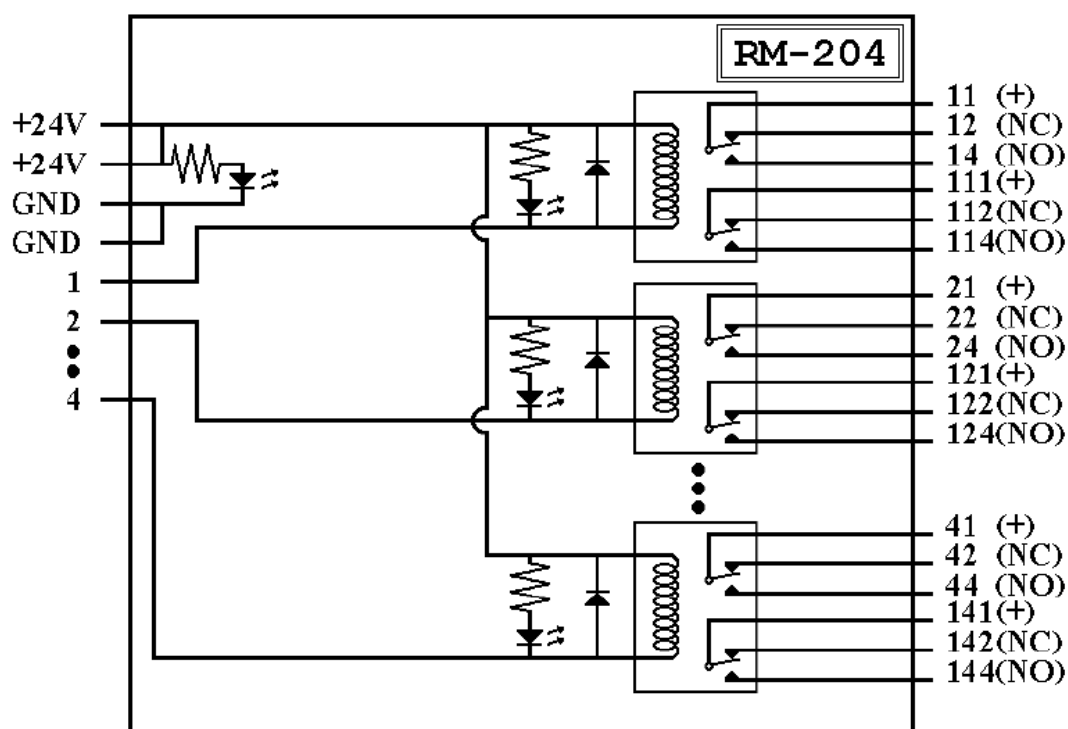 RM-204
+24V
+24V
GND
GND
1
2
4
11 (+)
12 (NC)
14 (NO)
111(+)
112(NC)
114(NO)
21 (+)
22 (NC)
24 (NO)
121(+)
122(NC)
124(NO)
41 (+)
42 (NC)
44 (NO)
141(+)
142(NC)
144(NO)